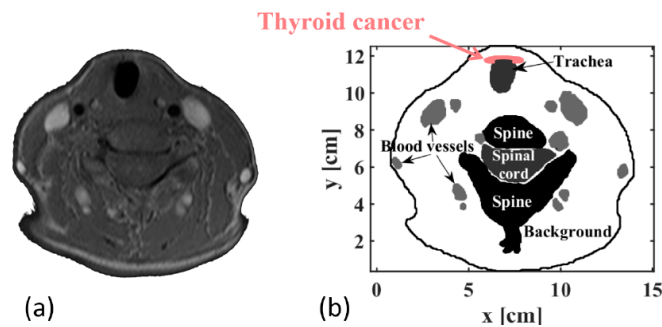 Thyroid cancer
12
10
8
6
4
2
y [cm]
Trachea
Spine
Blood vessels
Spinal
cord
Spine
Background
0
5
10
15
x [cm]
(a)
(b)